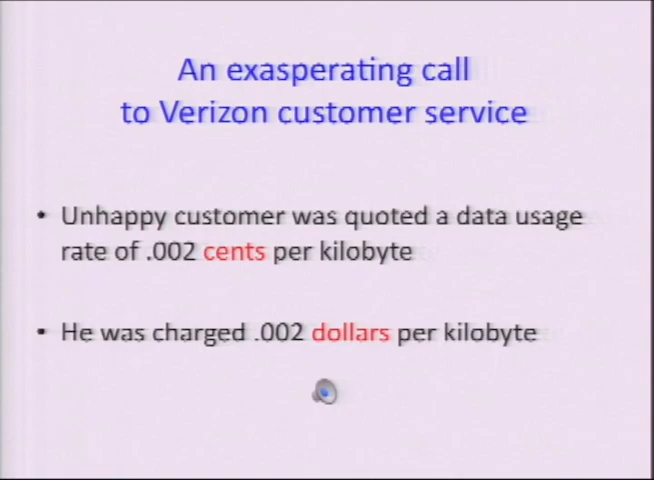 An exasperating call
to Verizon customer service
• Unhappy customer was quoted a data usage
rate of .002 cents per kilobyte
• He was charged .002 dollars per kilobyte